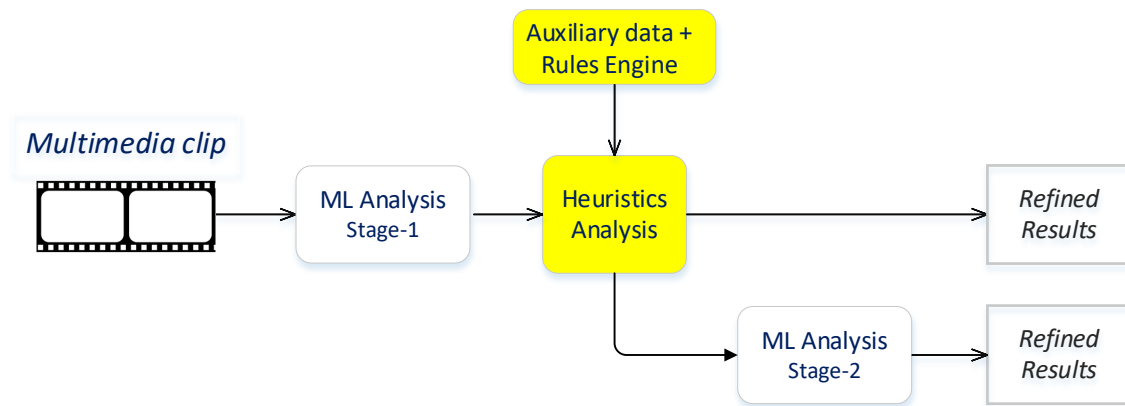 Auxiliary data +
Rules Engine
Multimedia clip
ML Analysis
Stage-1
Heuristics
Analysis
Refined
Results
ML Analysis
Stage-2
Refined
Results